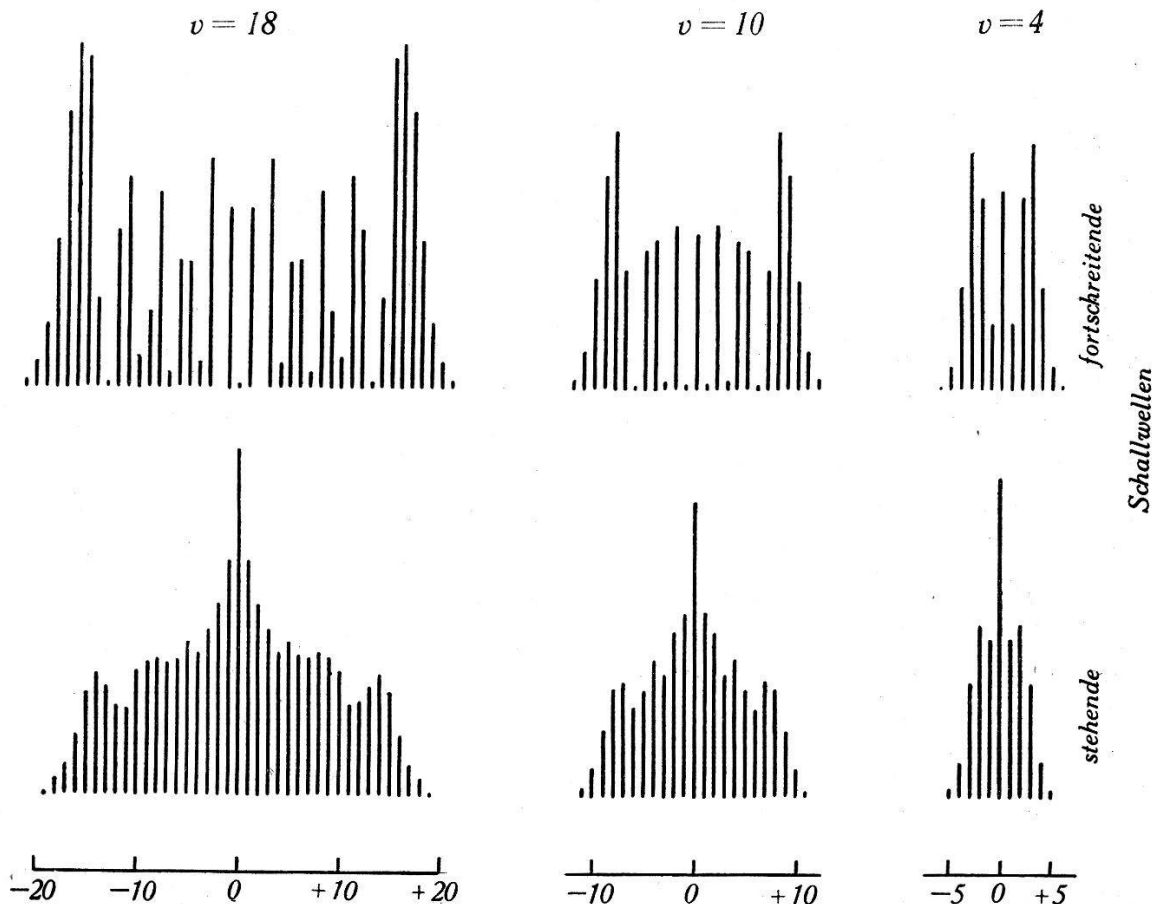 v = 18
v = 10
v = 4
fortschreitende
stehende
Schallwellen
−20 −10 0 +10 +20
−10 0 +10
−5 0 +5